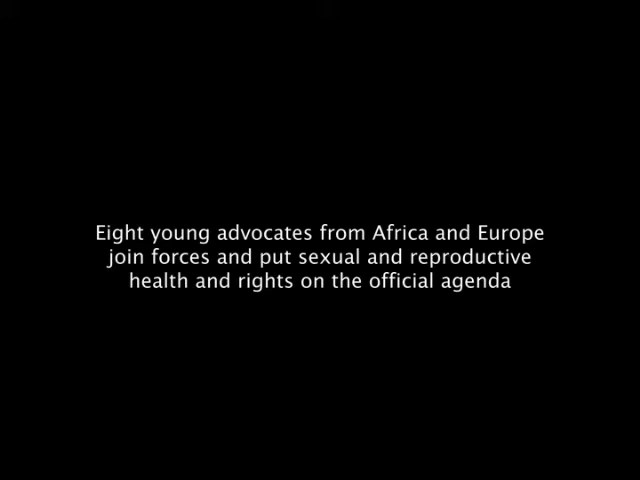 Eight young advocates from Africa and Europe
join forces and put sexual and reproductive
health and rights on the official agenda